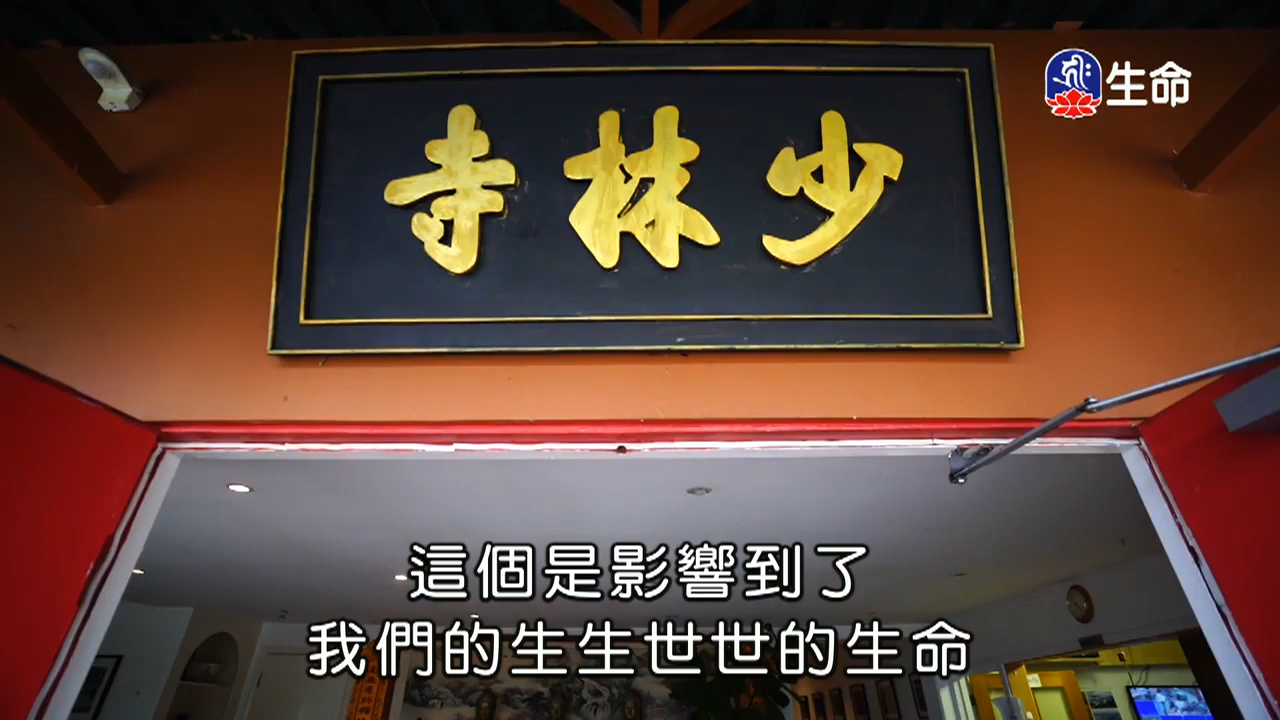 生命
少林寺
這個是影響到了
我們的生生世世的生命